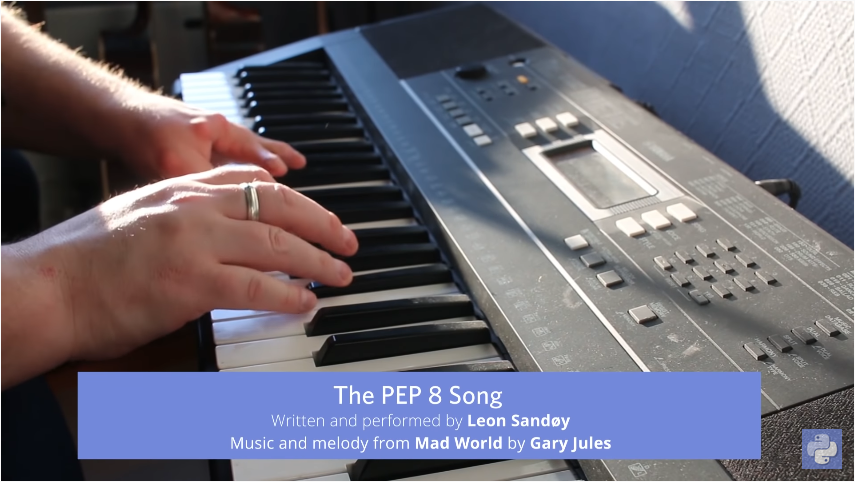 The PEP 8 Song
Written and performed by Leon Sandøy
Music and melody from Mad World by Gary Jules